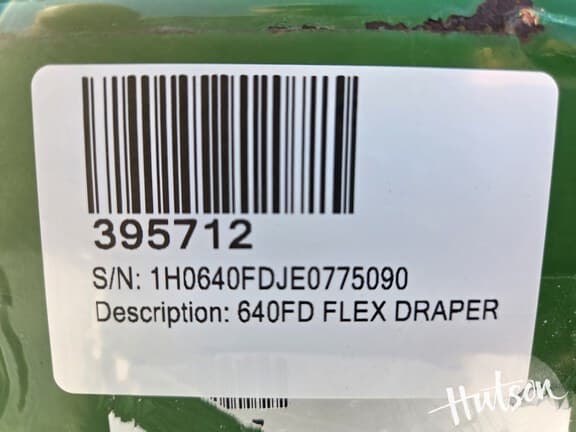 395712
S/N: 1H0640FDJE0775090
Description: 640FD FLEX DRAPER
Hutson